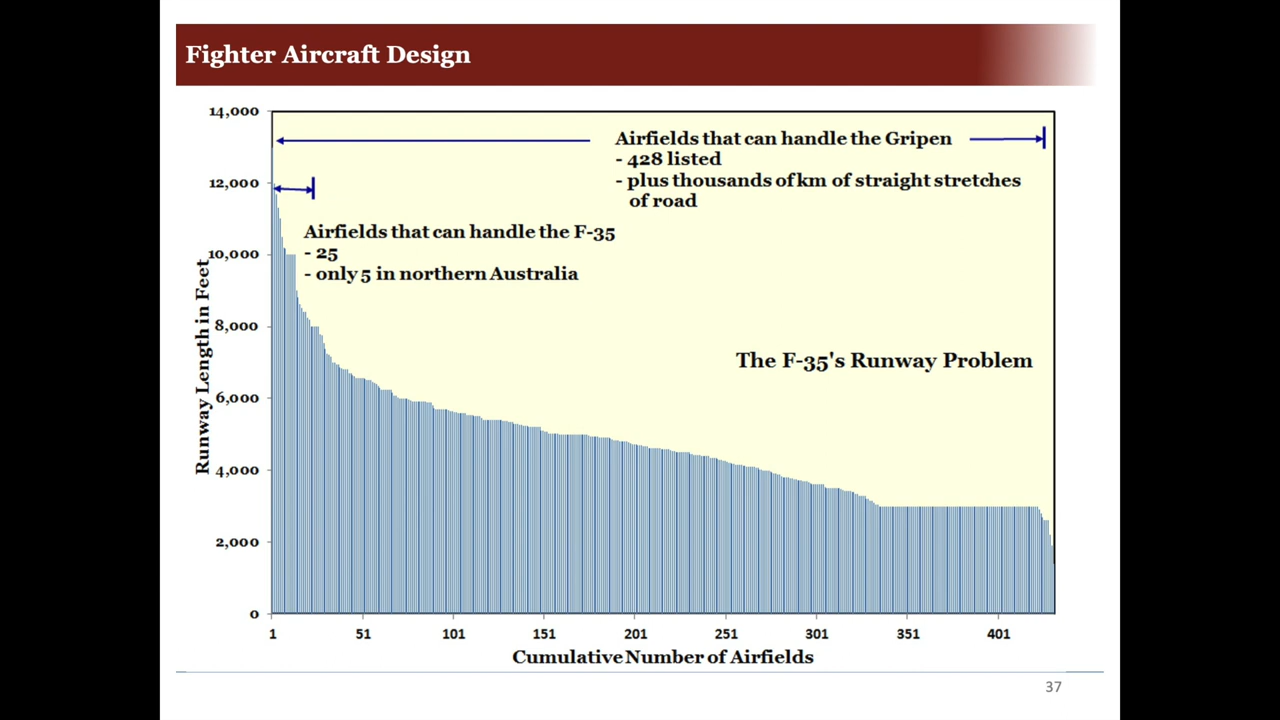 Fighter Aircraft Design
14,000
12,000
10,000
8,000
6,000
4,000
2,000
0
Runway Length in Feet
Airfields that can handle the Gripen
- 428 listed
- plus thousands of km of straight stretches
of road
Airfields that can handle the F-35
- 25
- only 5 in northern Australia
The F-35's Runway Problem
1 51 101 151 201 251 301 351 401
Cumulative Number of Airfields
37